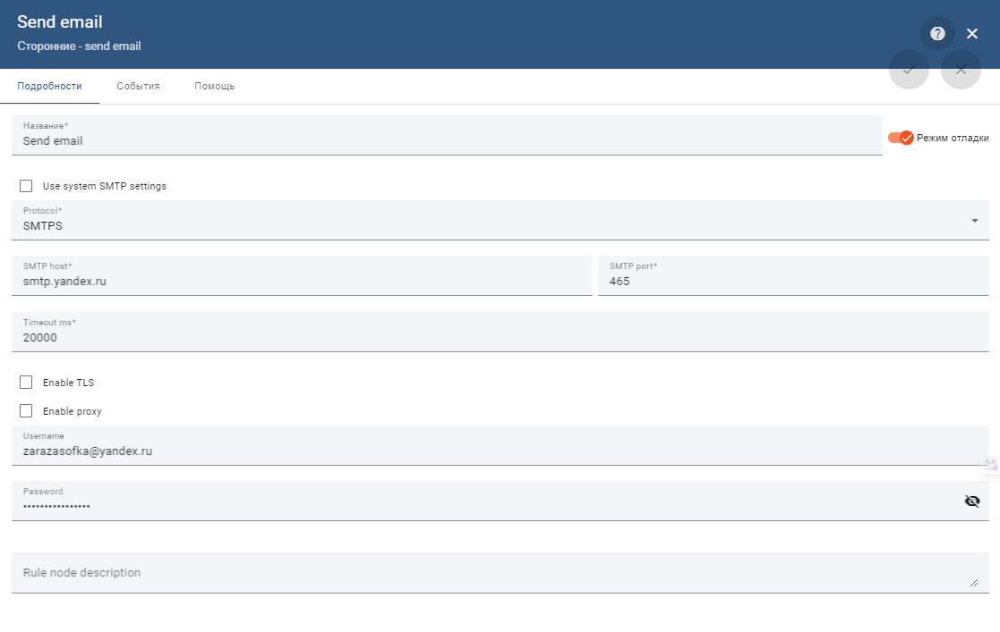 Send email
Сторонние - send email
Подробности
События
Помощь
Название*
Send email
Режим отладки
Use system SMTP settings
Protocol*
SMTPS
SMTP host*
smtp.yandex.ru
SMTP port*
465
Timeout ms*
20000
Enable TLS
Enable proxy
Username
zarazasofka@yandex.ru
Password
••••••••••••••••
Rule node description